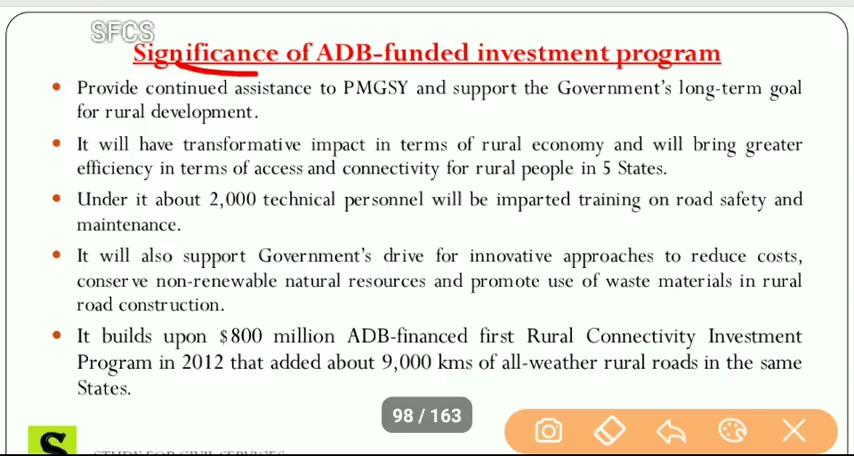 SFCS
Significance of ADB-funded investment program
• Provide continued assistance to PMGSY and support the Government's long-term goal
for rural development.
• It will have transformative impact in terms of rural economy and will bring greater
efficiency in terms of access and connectivity for rural people in 5 States.
• Under it about 2,000 technical personnel will be imparted training on road safety and
maintenance.
• It will also support Government's drive for innovative approaches to reduce costs,
conserve non-renewable natural resources and promote use of waste materials in rural
road construction.
• It builds upon $800 million ADB-financed first Rural Connectivity Investment
Program in 2012 that added about 9,000 kms of all-weather rural roads in the same
States.
98 / 163
S
STUDY FOR CIVIL SERVICES